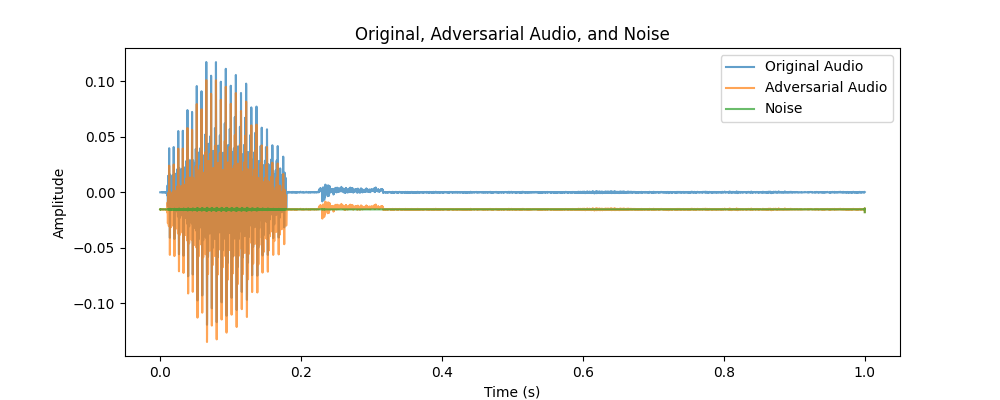 Original, Adversarial Audio, and Noise
Original Audio
Adversarial Audio
Noise
Amplitude
0.10
0.05
0.00
−0.05
−0.10
0.0
0.2
0.4
0.6
0.8
1.0
Time (s)